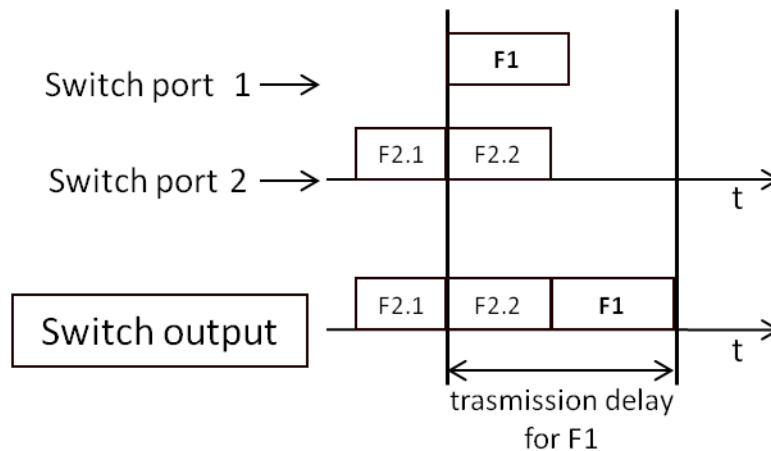 F1
Switch port 1
F2.1 F2.2
Switch port 2
t
F2.1 F2.2 F1
Switch output
t
trasmission delay
for F1